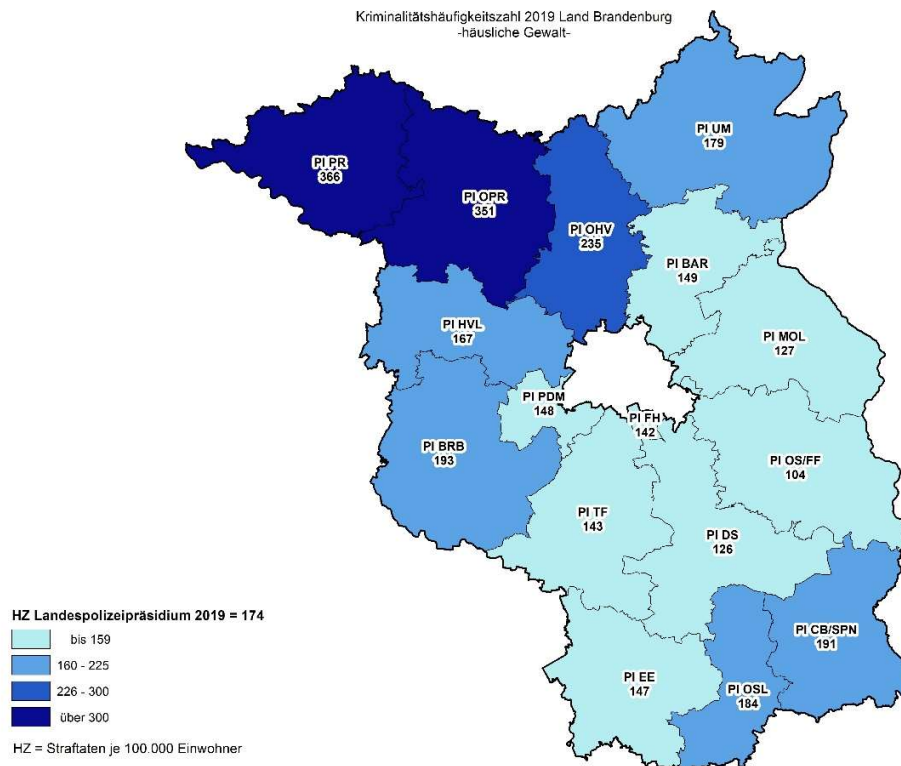 Kriminalitätshäufigkeitszahl 2019 Land Brandenburg
-häusliche Gewalt-
PI UM
179
PI PR
366
PI OPR
351
PI OHV
235
PI BAR
149
PI HVL
167
PI MOL
127
PI PDM
148
PI FH
142
PI BRB
193
PI OS/FF
104
PI TF
143
PI DS
126
PI CB/SPN
191
PI EE
147
PI OSL
184
HZ Landespolizeipräsidium 2019 = 174
bis 159
160 - 225
226 - 300
über 300
HZ = Straftaten je 100.000 Einwohner